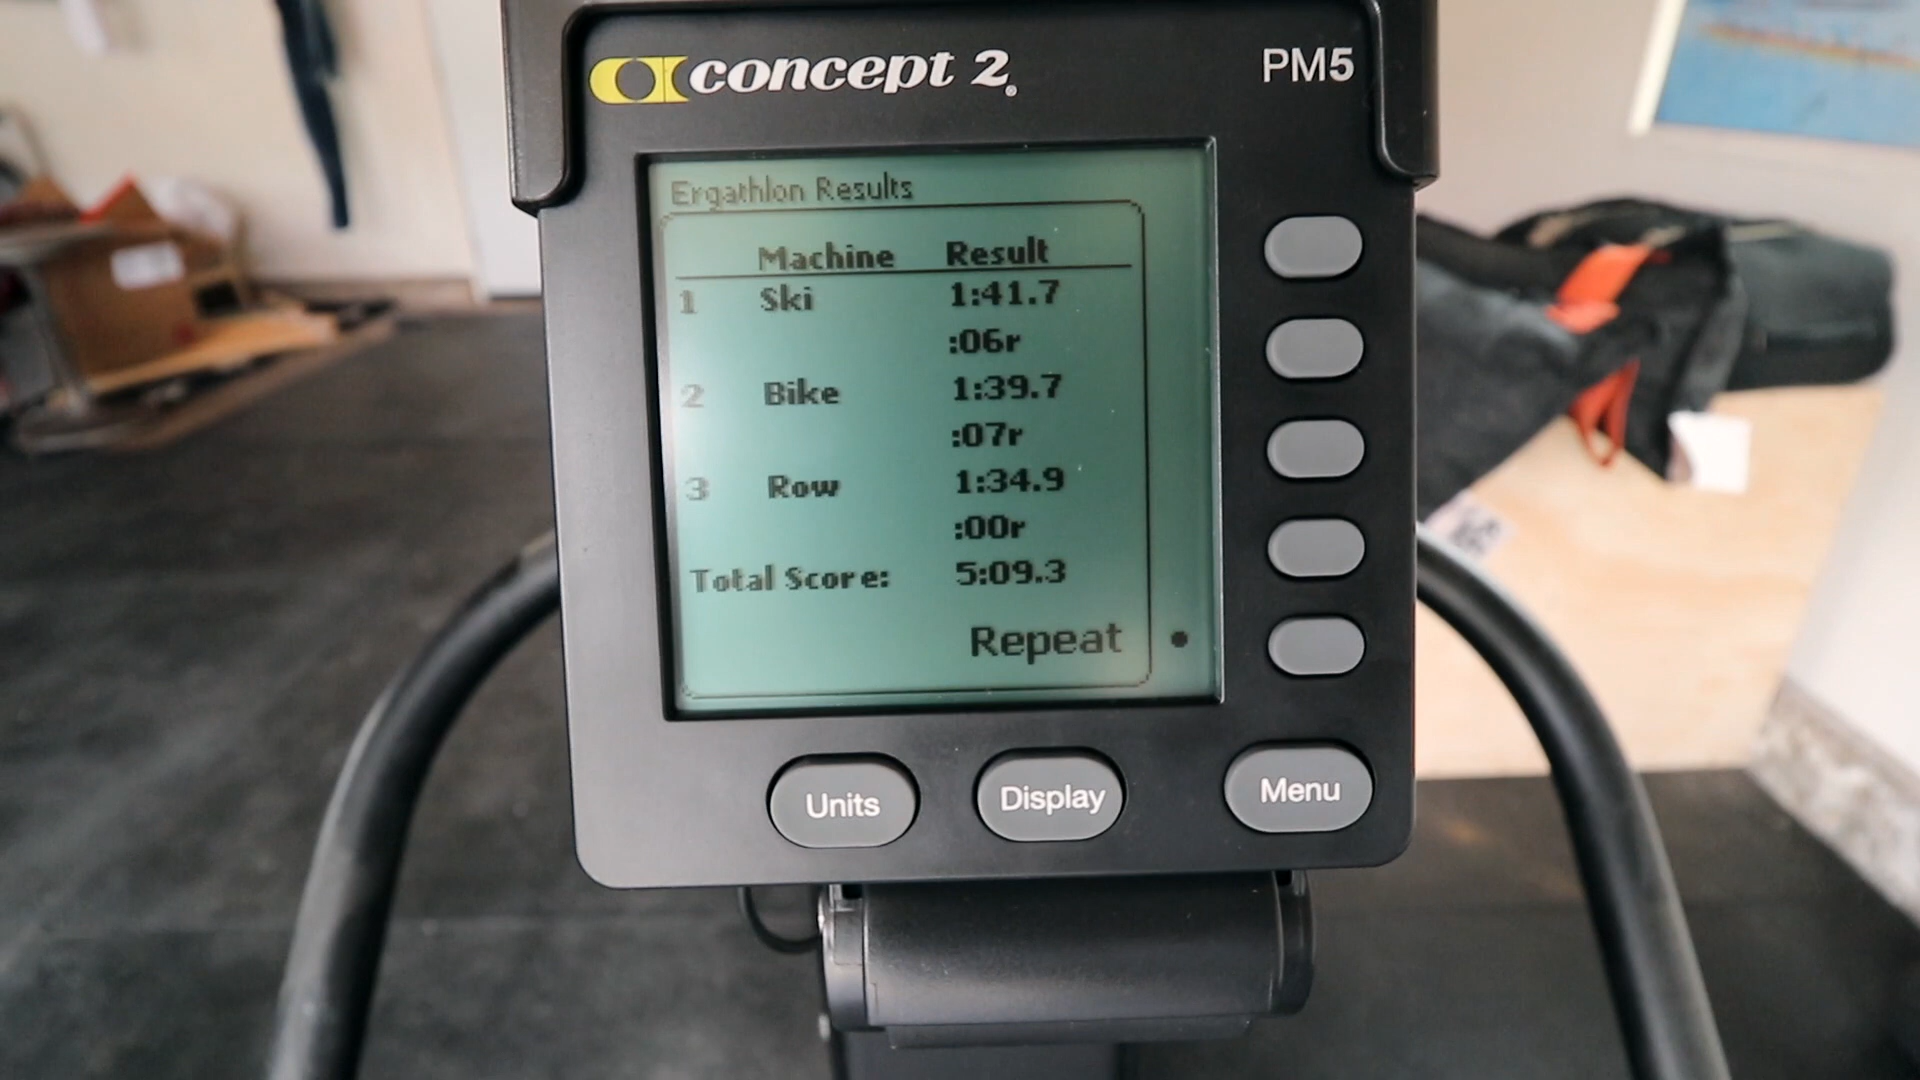 concept 2®
PM5
Ergathlon Results
Machine Result
1 Ski 1:41.7
:06r
2 Bike 1:39.7
:07r
3 Row 1:34.9
:00r
Total Score: 5:09.3
Repeat
Units Display Menu